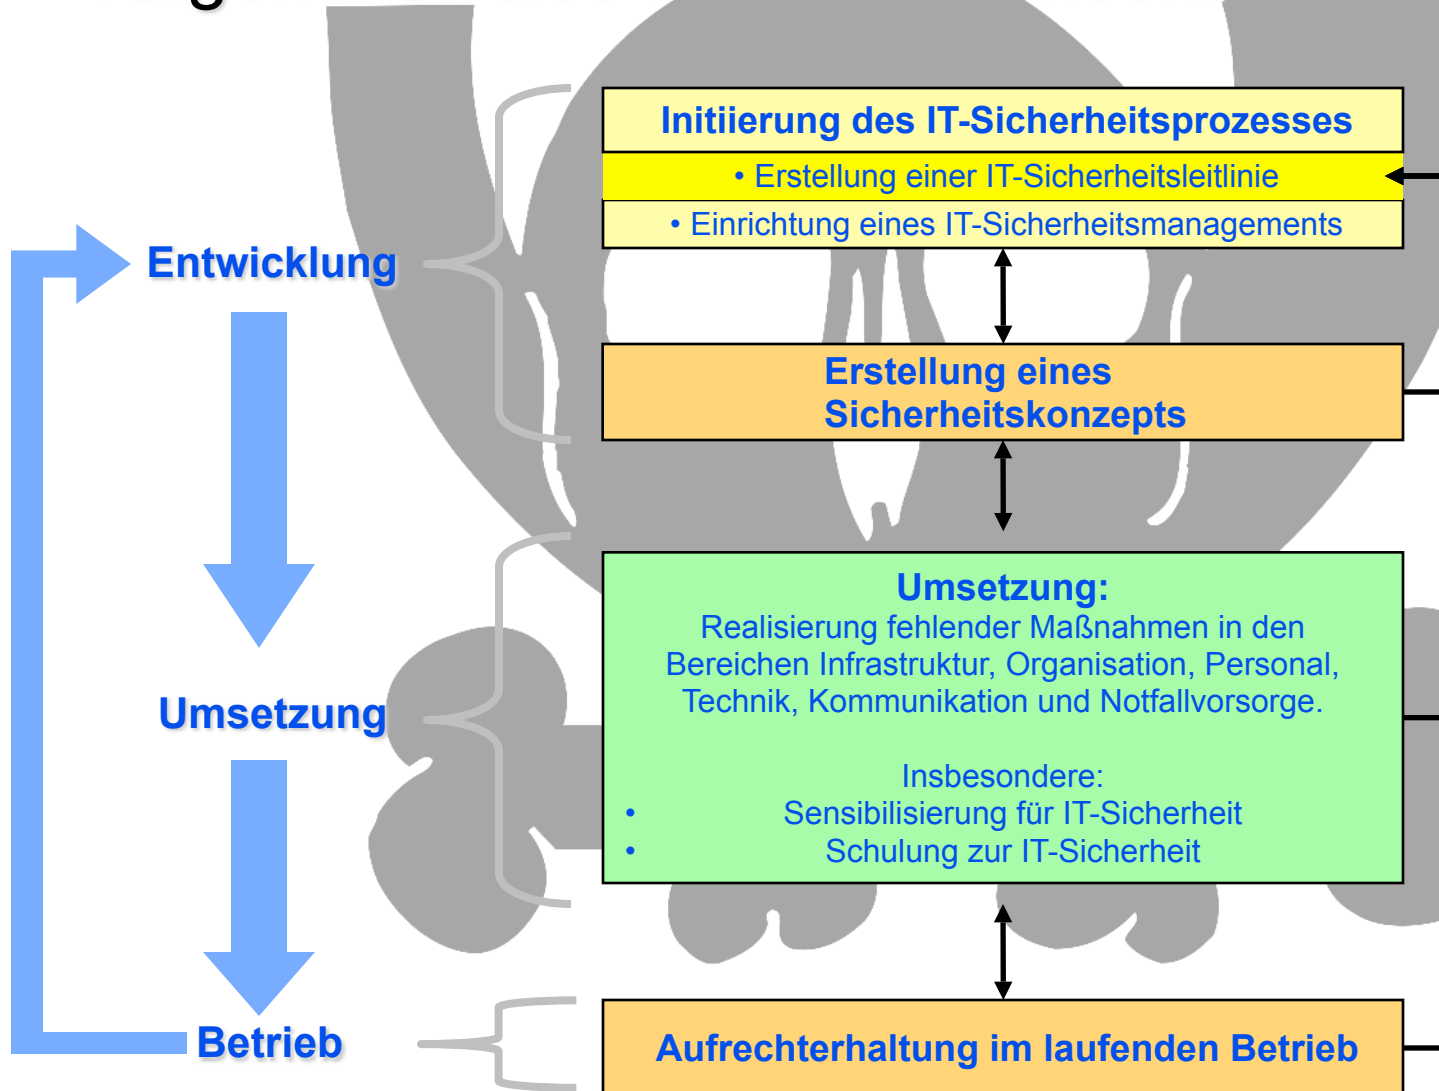 Initiierung des IT-Sicherheitsprozesses
• Erstellung einer IT-Sicherheitsleitlinie
• Einrichtung eines IT-Sicherheitsmanagements
Entwicklung
Erstellung eines
Sicherheitskonzepts
Umsetzung:
Realisierung fehlender Maßnahmen in den
Bereichen Infrastruktur, Organisation, Personal,
Technik, Kommunikation und Notfallvorsorge.
Umsetzung
Insbesondere:
• Sensibilisierung für IT-Sicherheit
• Schulung zur IT-Sicherheit
Betrieb
Aufrechterhaltung im laufenden Betrieb